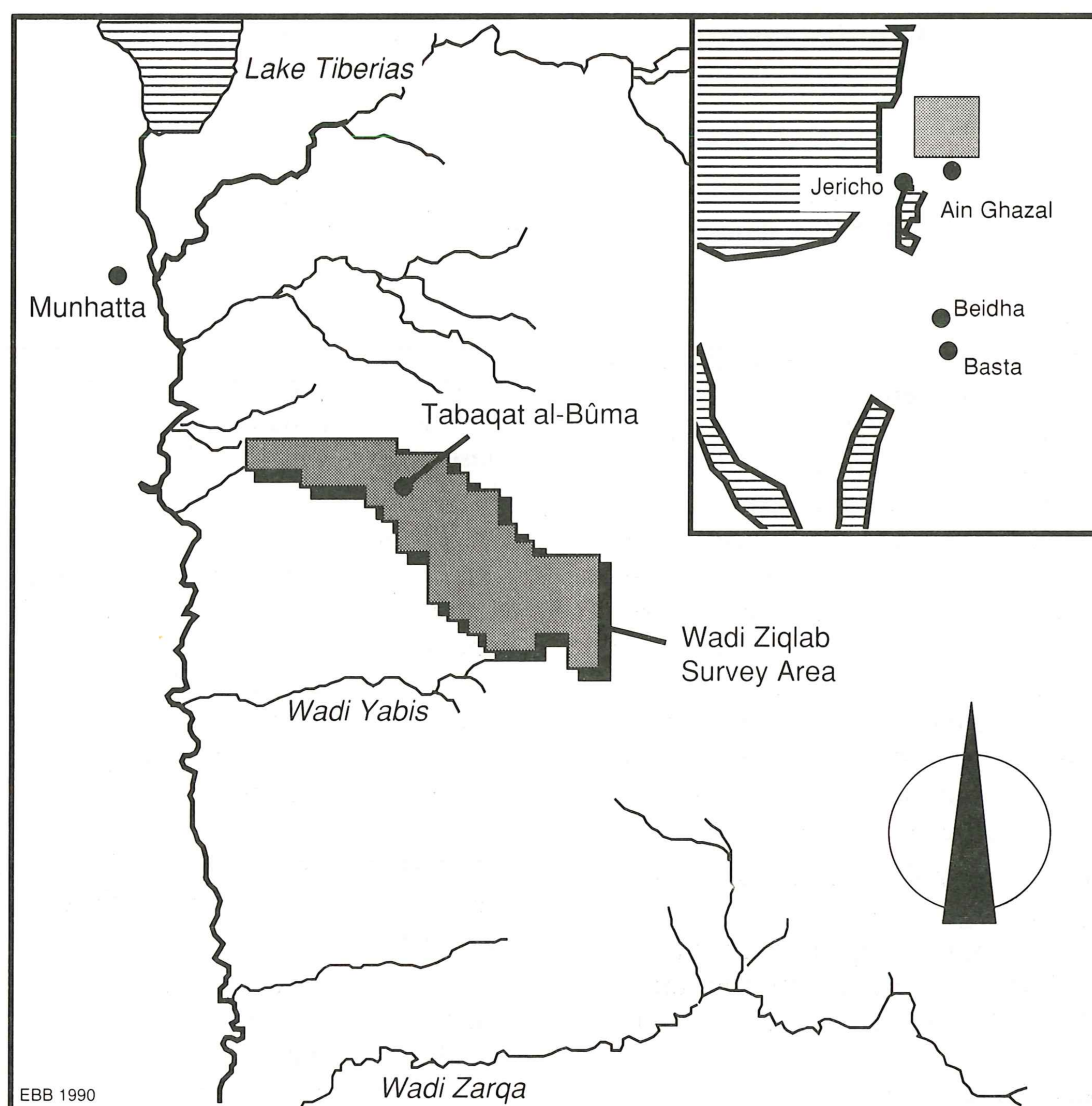 Lake Tiberias
Jericho
Ain Ghazal
Munhatta
Beidha
Basta
Tabaqat al-Bûma
Wadi Ziqlab
Survey Area
Wadi Yabis
Wadi Zarqa
EBB 1990